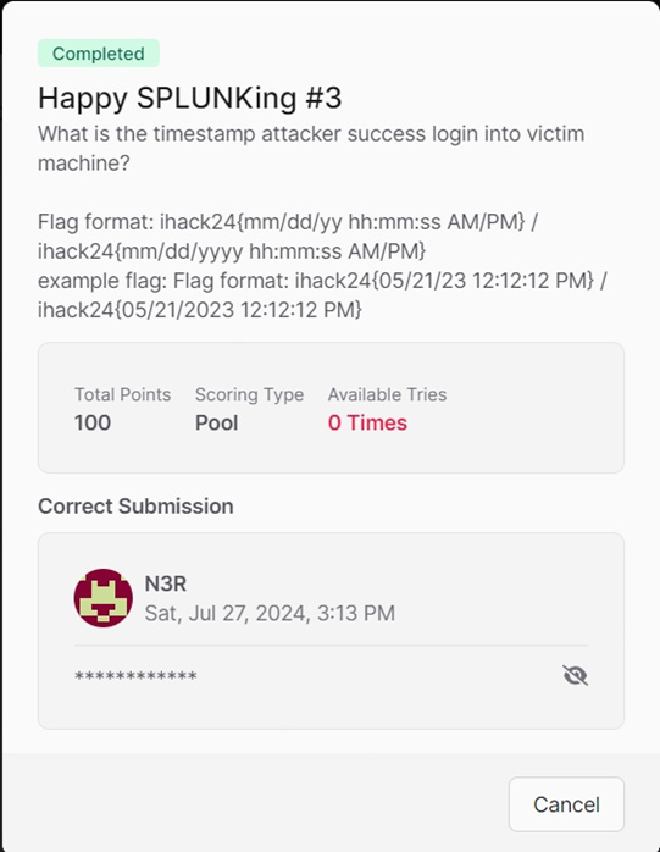 Completed
Happy SPLUNKing #3
What is the timestamp attacker success login into victim
machine?
Flag format: ihack24{mm/dd/yy hh:mm:ss AM/PM} /
ihack24{mm/dd/yyyy hh:mm:ss AM/PM}
example flag: Flag format: ihack24{05/21/23 12:12:12 PM} /
ihack24{05/21/2023 12:12:12 PM}
Total Points Scoring Type Available Tries
100 Pool 0 Times
Correct Submission
N3R
Sat, Jul 27, 2024, 3:13 PM
************
Cancel